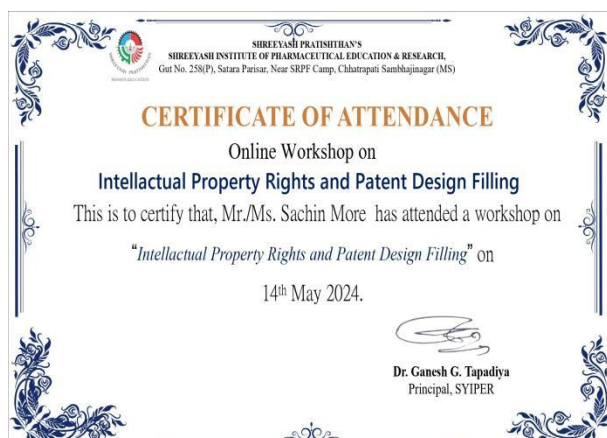 SHREEYASH PRATISHTHAN'S
SHREEYASH INSTITUTE OF PHARMACEUTICAL EDUCATION & RESEARCH,
Gut No. 258(P), Satara Parisar, Near SRPF Camp, Chhatrapati Sambhajinagar (MS)
CERTIFICATE OF ATTENDANCE
Online Workshop on
Intellactual Property Rights and Patent Design Filling
This is to certify that, Mr./Ms. Sachin More has attended a workshop on
"Intellactual Property Rights and Patent Design Filling" on
14th May 2024.
Dr. Ganesh G. Tapadiya
Principal, SYIPER